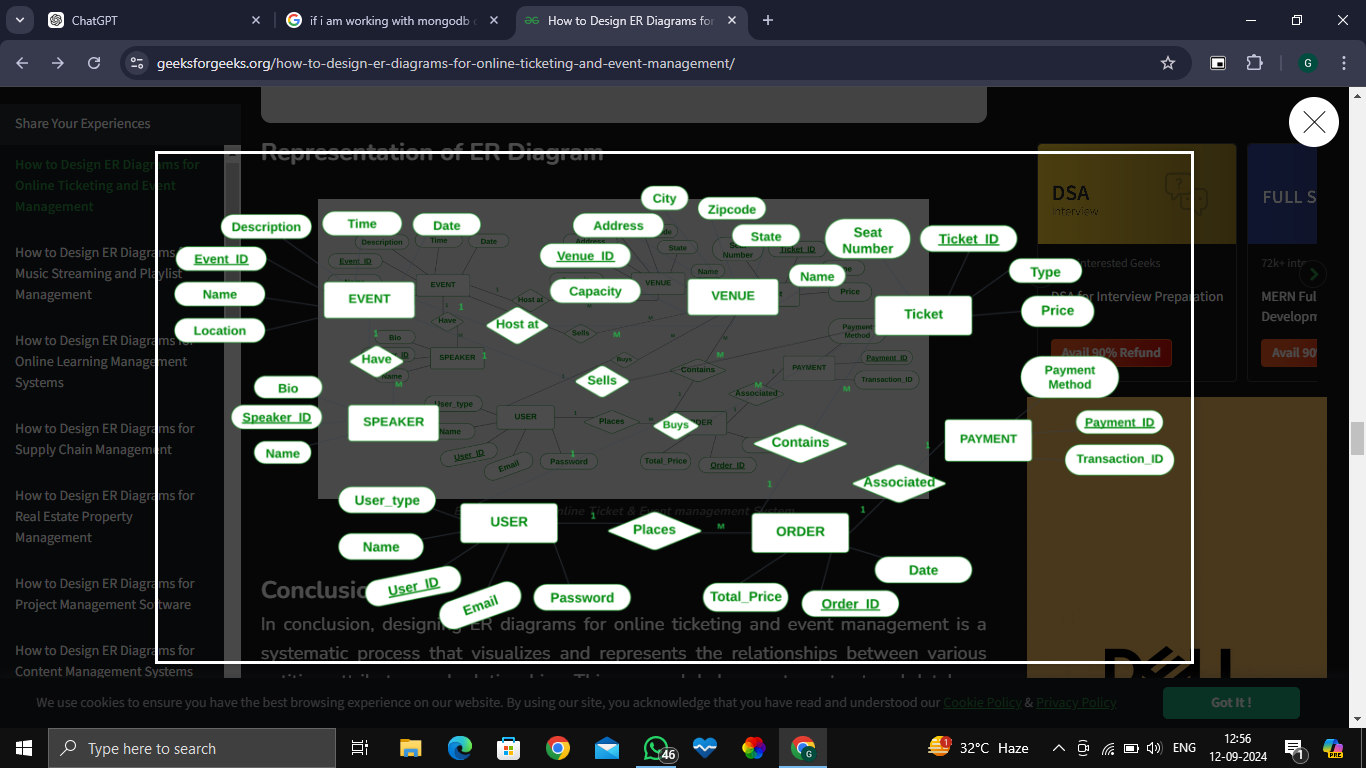 ChatGPT
if i am working with mongodb
How to Design ER Diagrams for
geeksforgeeks.org/how-to-design-er-diagrams-for-online-ticketing-and-event-management/
G
Share Your Experiences
How to Design ER Diagrams for
Online Ticketing and Event
Management
How to Design ER Diagrams for
Music Streaming and Playlist
Management
How to Design ER Diagrams for
Online Learning Management
Systems
How to Design ER Diagrams for
Supply Chain Management
How to Design ER Diagrams for
Real Estate Property
Management
How to Design ER Diagrams for
Project Management Software
How to Design ER Diagrams for
Content Management Systems
Representation of ER Diagram
City
Zipcode
Description
Time
Date
Address
State
Seat
Number
Ticket_ID
Event_ID
Venue_ID
Name
Type
Name
Capacity
EVENT
VENUE
Price
Location
Host at
Ticket
1
1
M
Have
1
M
M
M
Sells
M
Payment
Method
Bio
Speaker_ID
SPEAKER
Buys
Payment_ID
Name
Contains
1
PAYMENT
Transaction_ID
1
1
Associated
User_type
USER
1
Places
M
ORDER
1
Name
User_ID
Email
Password
Total_Price
Order_ID
Date
DSA
Interview
FULL S
Interested Geeks
DSA for Interview Preparation
Avail 90% Refund
72k+
MERN Ful
Developm
Avail 90
Conclusion
In conclusion, designing ER diagrams for online ticketing and event management is a
systematic process that visualizes and represents the relationships between various
DELL
We use cookies to ensure you have the best browsing experience on our website. By using our site, you acknowledge that you have read and understood our Cookie Policy & Privacy Policy
Got It !
Type here to search
46
1
32°C Haze
ENG
12:56
12-09-2024
1
PRE